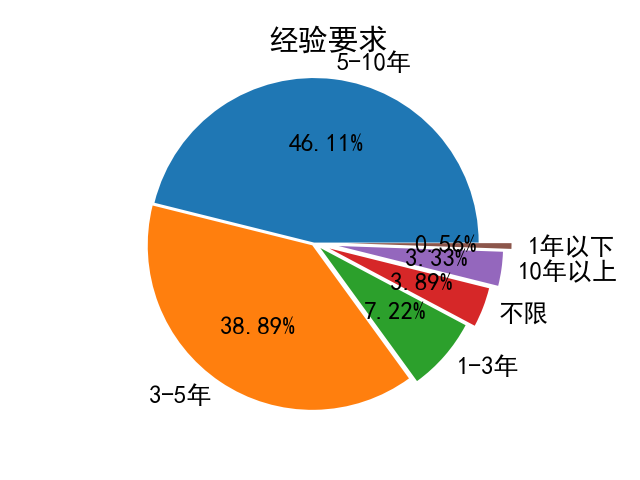 经验要求
5-10年
46.11%
0.56%
1年以下
3.33%
10年以上
3.89%
不限
7.22%
38.89%
1-3年
3-5年